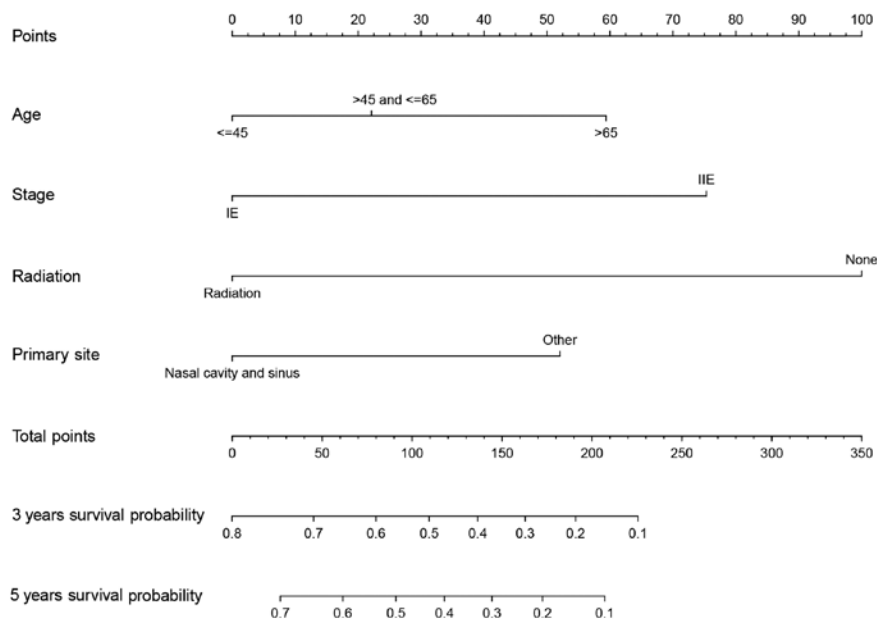 Points
0 10 20 30 40 50 60 70 80 90 100
Age
>45 and <=65
<=45 >65
Stage
IIE
IE
Radiation
None
Radiation
Primary site
Other
Nasal cavity and sinus
Total points
0 50 100 150 200 250 300 350
3 years survival probability
0.8 0.7 0.6 0.5 0.4 0.3 0.2 0.1
5 years survival probability
0.7 0.6 0.5 0.4 0.3 0.2 0.1